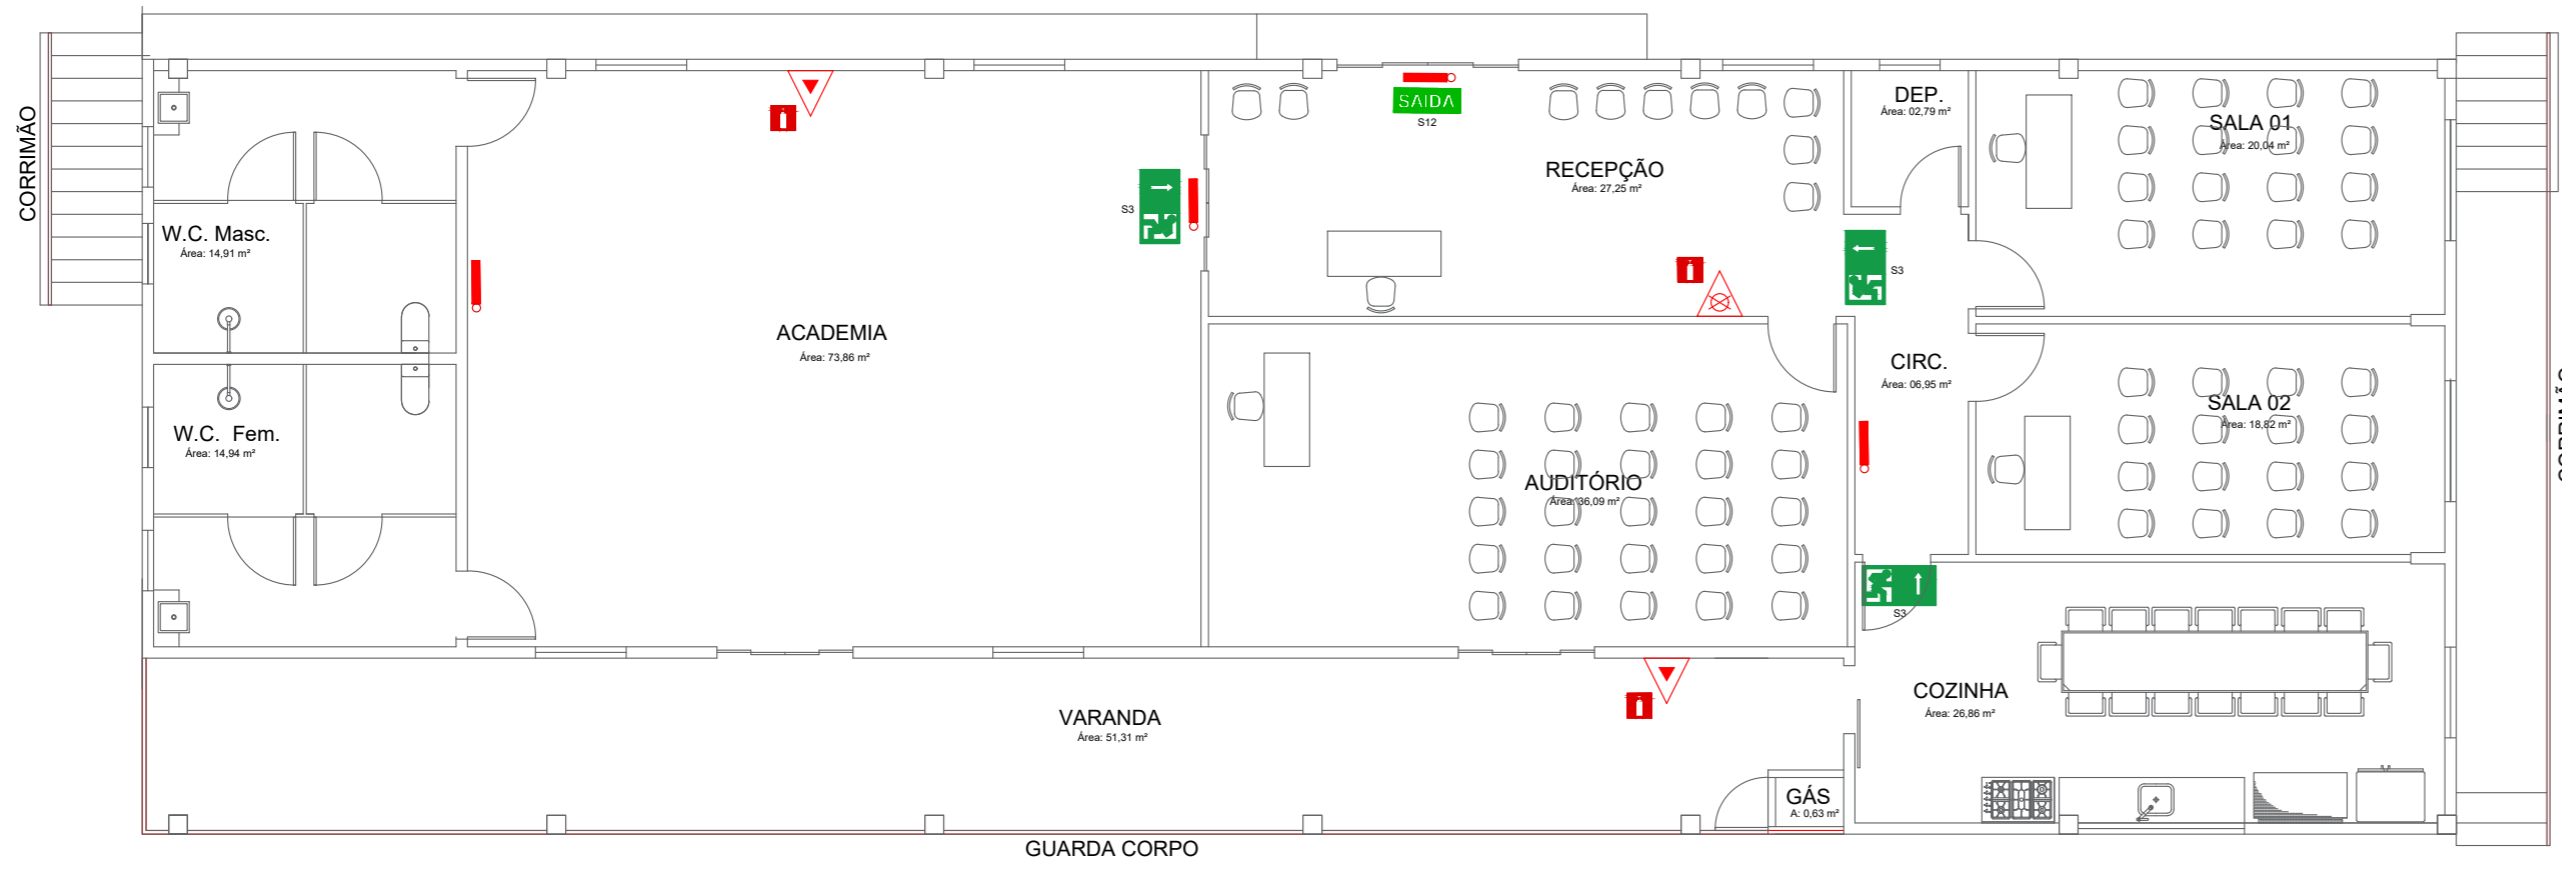 CORRIMÃO
W.C. Masc.
Área: 14,91 m²
W.C. Fem.
Área: 14,94 m²
ACADEMIA
Área: 73,86 m²
S3
SAIDA
S12
RECEPÇÃO
Área: 27,25 m²
DEP.
Área: 02,79 m²
SALA 01
Área: 20,04 m²
S3
CIRC.
Área: 06,95 m²
SALA 02
Área: 18,82 m²
AUDITÓRIO
Área: 36,09 m²
S3
COZINHA
Área: 26,86 m²
VARANDA
Área: 51,31 m²
GÁS
A: 0,63 m²
GUARDA CORPO